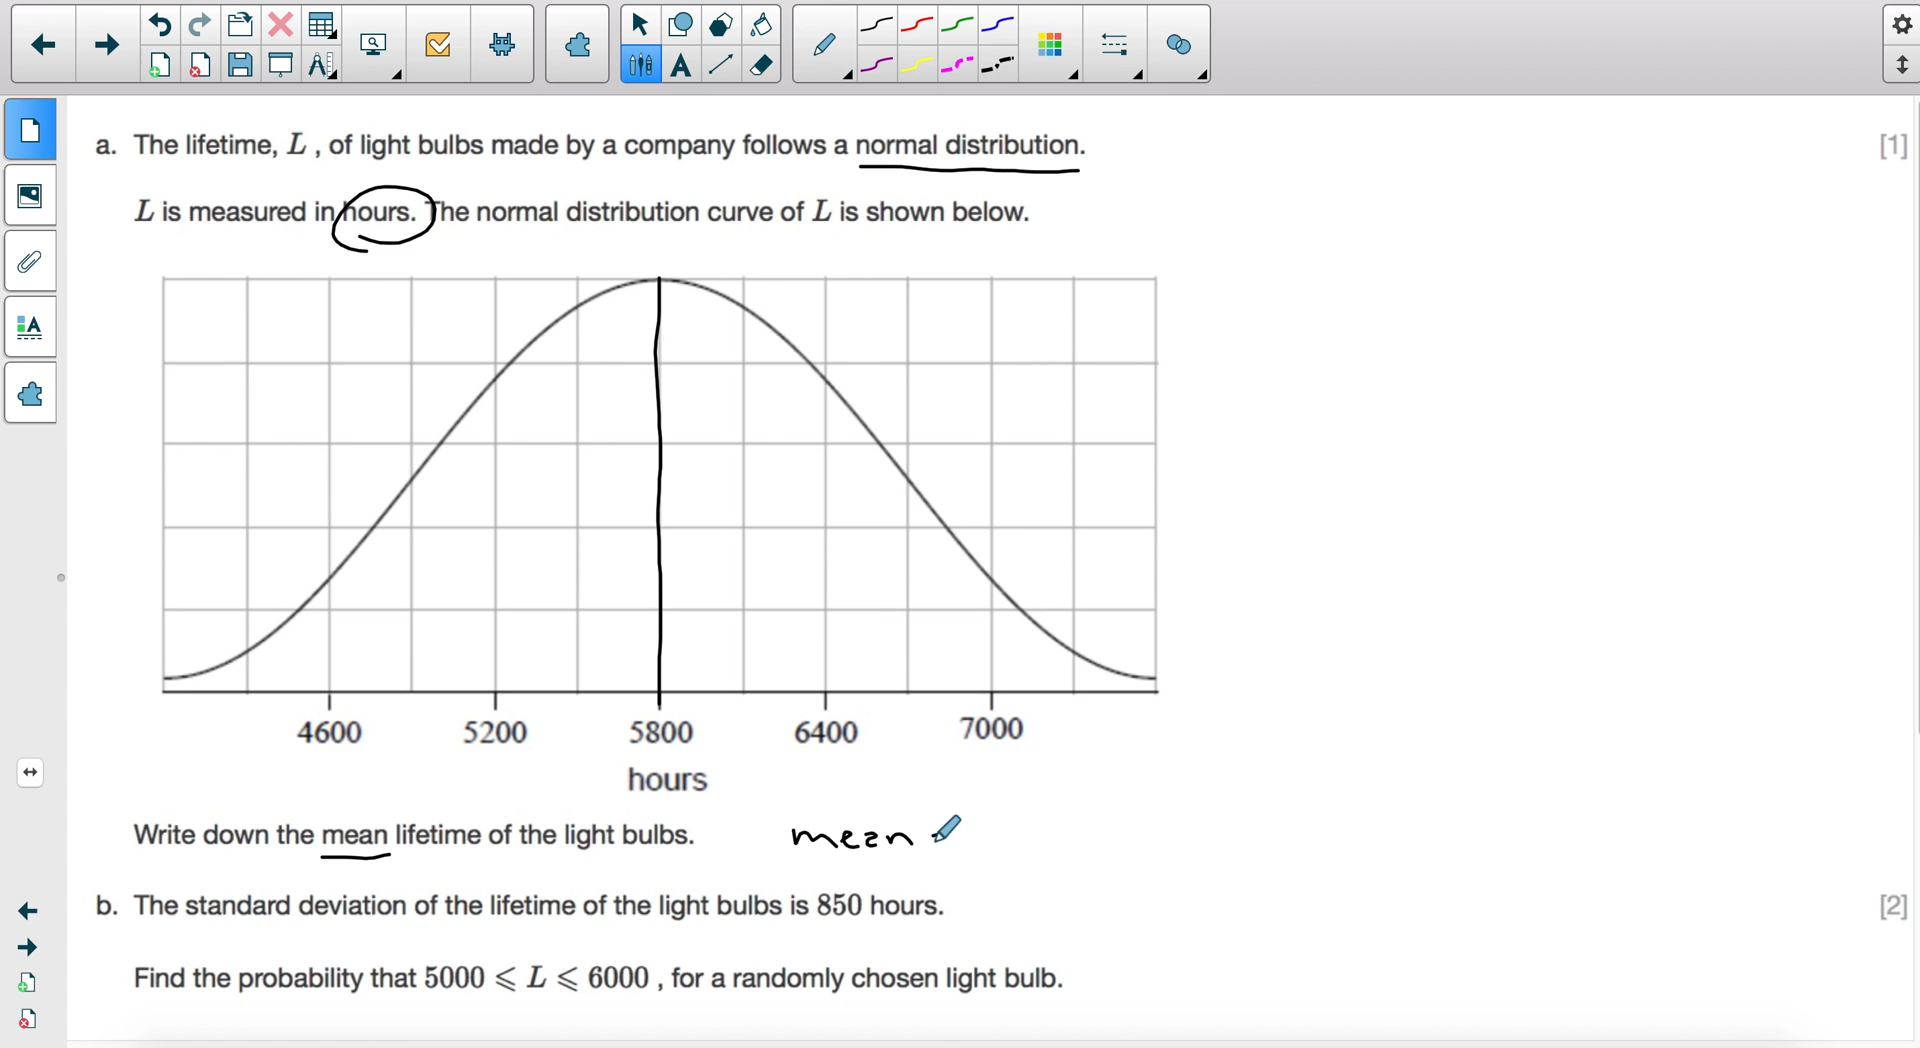 a. The lifetime, L , of light bulbs made by a company follows a normal distribution. [1]
L is measured in hours. The normal distribution curve of L is shown below.
4600 5200 5800 6400 7000
hours
Write down the mean lifetime of the light bulbs. mean
b. The standard deviation of the lifetime of the light bulbs is 850 hours. [2]
Find the probability that 5000 ⩽ L ⩽ 6000 , for a randomly chosen light bulb.